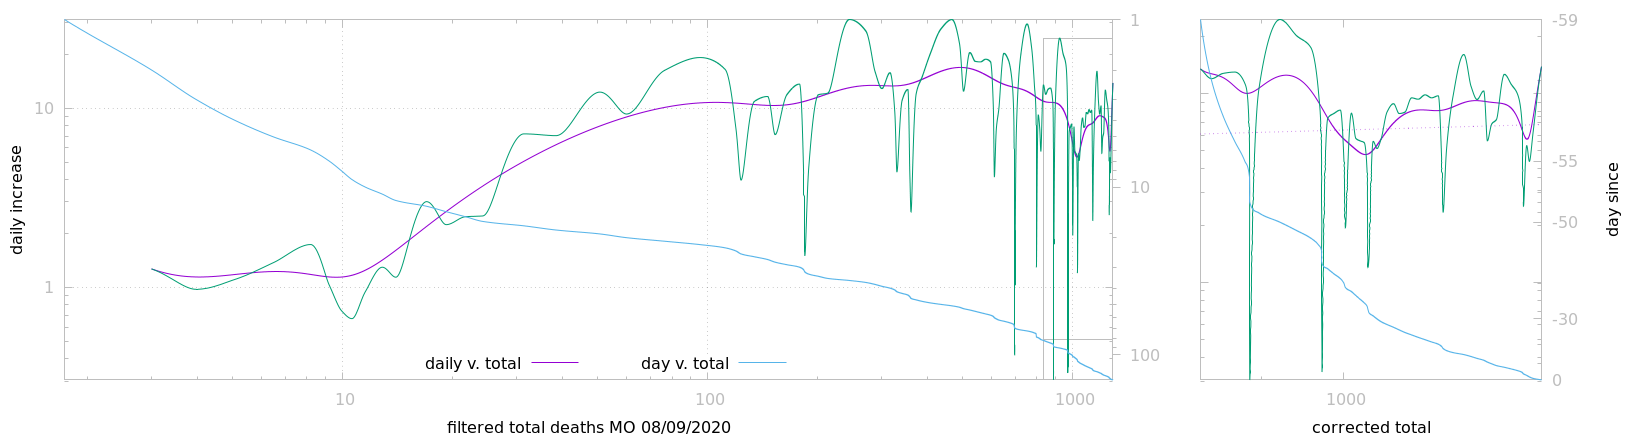 daily increase
10
1
daily v. total
day v. total
10
100
1000
filtered total deaths MO 08/09/2020
1
10
100
1000
corrected total
-59
-55
-50
-30
0
day since